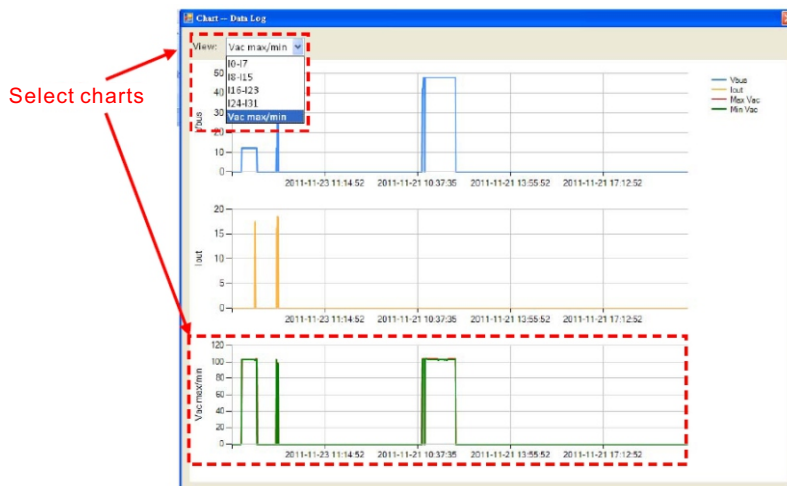 Chart -- Data Log
View: Vac max/min
I0-I7
I8-I15
I16-I23
I24-I31
Vac max/min
Select charts
50
40
30
20
10
0
Vbus
2011-11-23 11:14:52 2011-11-21 10:37:35 2011-11-21 13:55:52 2011-11-21 17:12:52
Vbus
Iout
Max Vac
Min Vac
20
15
10
5
0
Iout
2011-11-23 11:14:52 2011-11-21 10:37:35 2011-11-21 13:55:52 2011-11-21 17:12:52
120
100
80
60
40
20
0
Vac max/min
2011-11-23 11:14:52 2011-11-21 10:37:35 2011-11-21 13:55:52 2011-11-21 17:12:52